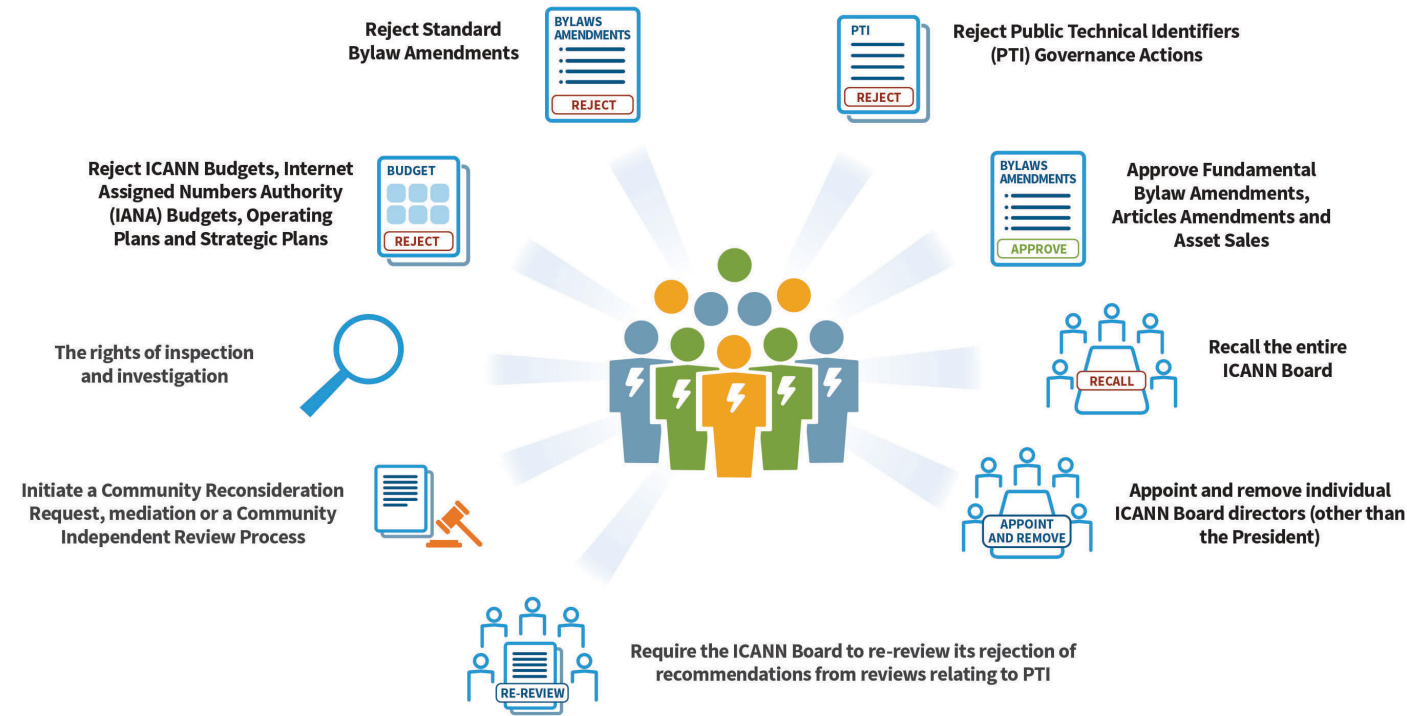 Reject Standard
Bylaw Amendments
BYLAWS
AMENDMENTS
REJECT
PTI
REJECT
Reject Public Technical Identifiers
(PTI) Governance Actions
Reject ICANN Budgets, Internet
Assigned Numbers Authority
(IANA) Budgets, Operating
Plans and Strategic Plans
BUDGET
REJECT
BYLAWS
AMENDMENTS
APPROVE
Approve Fundamental
Bylaw Amendments,
Articles Amendments and
Asset Sales
The rights of inspection
and investigation
RECALL
Recall the entire
ICANN Board
Initiate a Community Reconsideration
Request, mediation or a Community
Independent Review Process
APPOINT
AND REMOVE
Appoint and remove individual
ICANN Board directors (other than
the President)
RE-REVIEW
Require the ICANN Board to re-review its rejection of
recommendations from reviews relating to PTI